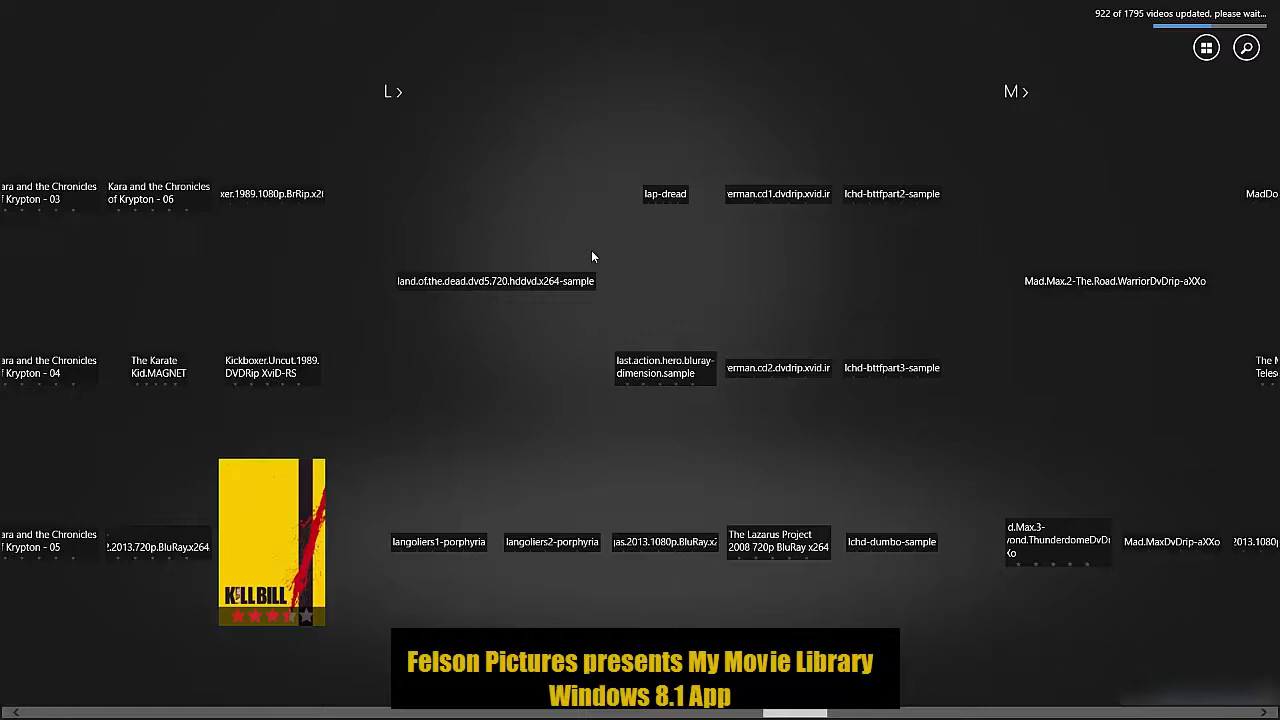 922 of 1795 videos updated, please wait...
L
M
ara and the Chronicles
f Krypton - 03
Kara and the Chronicles
of Krypton - 06
xer.1989.1080p.BrRip.x2
lap-dread
erman.cd1.dvdrip.xvid.ir
lchd-bttfpart2-sample
MadDo
land.of.the.dead.dvd5.720.hddvd.x264-sample
Mad.Max.2-The.Road.WarriorDvDrip-aXXo
ara and the Chronicles
f Krypton - 04
The Karate
Kid.MAGNET
Kickboxer.Uncut.1989.
DVDRip XviD-RS
last.action.hero.bluray-
dimension.sample
erman.cd2.dvdrip.xvid.ir
lchd-bttfpart3-sample
The M
Teles
ara and the Chronicles
f Krypton - 05
2.2013.720p.BluRay.x264
KILL BILL
langoliers1-porphyria
langoliers2-porphyria
jas.2013.1080p.BluRay.x2
The Lazarus Project
2008 720p BluRay x264
lchd-dumbo-sample
d.Max.3-
yond.ThunderdomeDvDr
Xo
Mad.MaxDvDrip-aXXo
2013.1080p
Felson Pictures presents My Movie Library
Windows 8.1 App